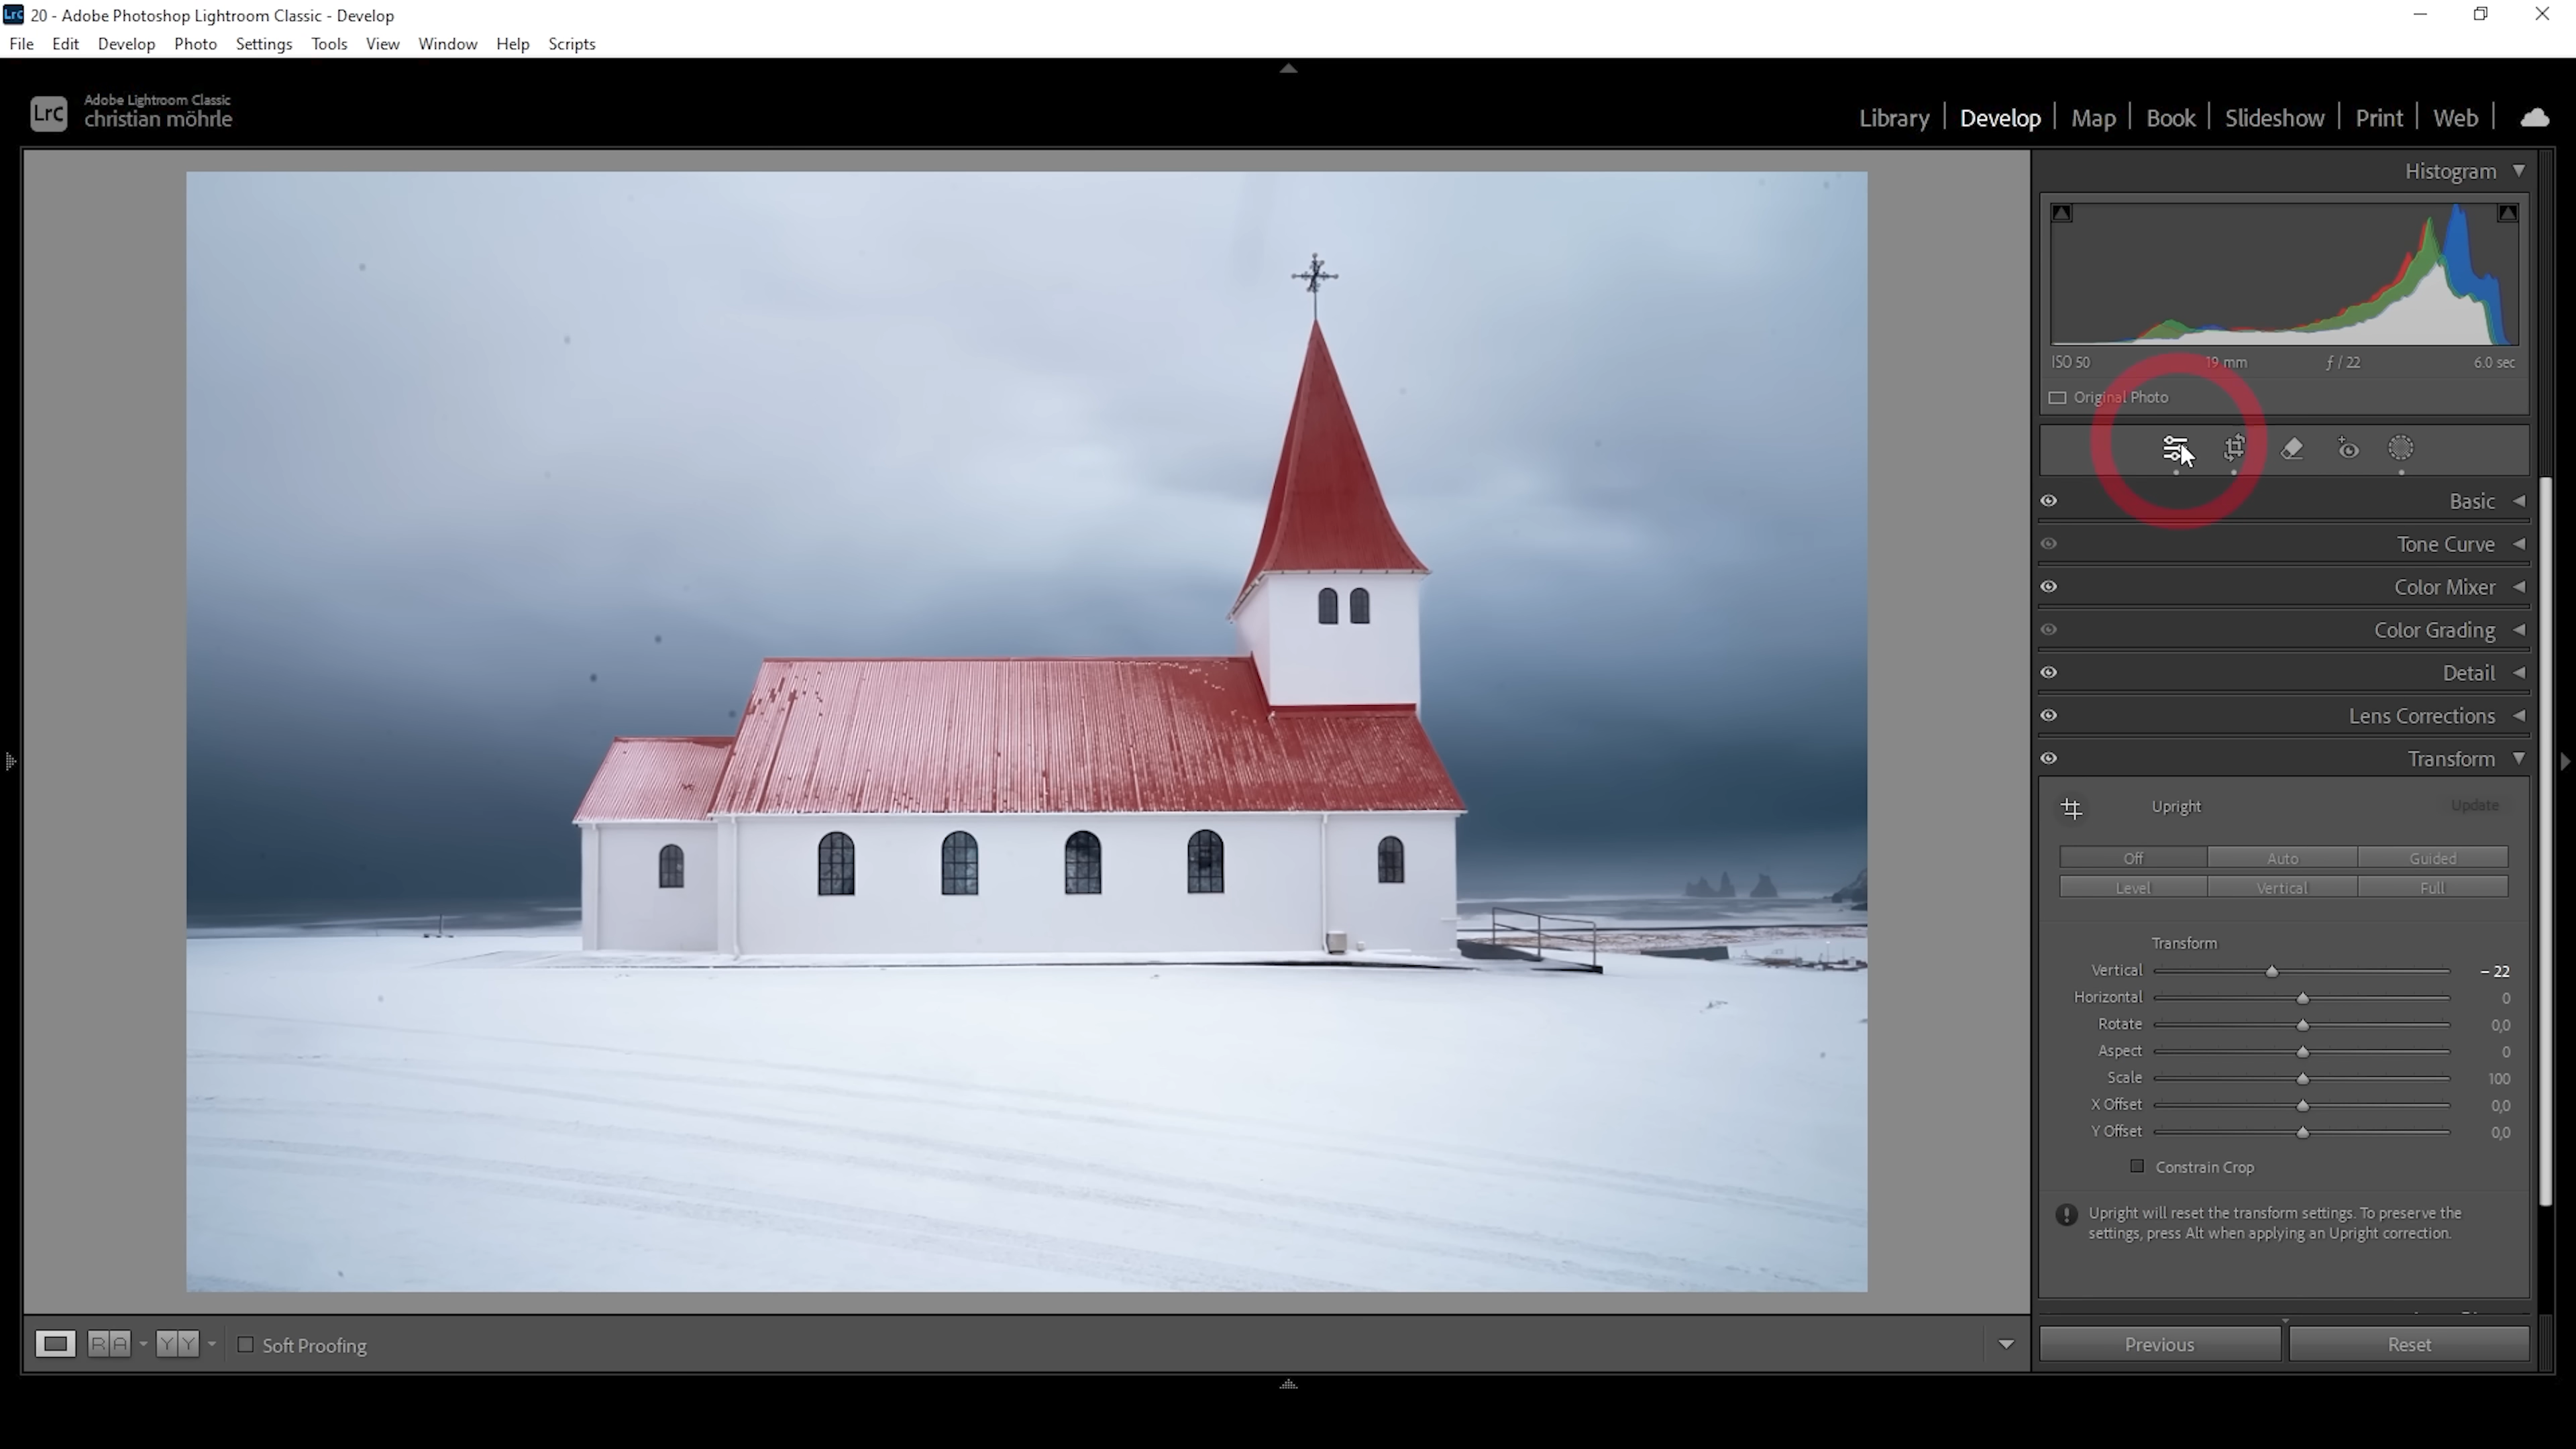 Lrc 20 - Adobe Photoshop Lightroom Classic - Develop
File Edit Develop Photo Settings Tools View Window Help Scripts
Lrc Adobe Lightroom Classic
christian möhrle
Library | Develop | Map | Book | Slideshow | Print | Web |
Histogram
ISO 50 19 mm ƒ / 22 6.0 sec
Original Photo
Basic
Tone Curve
Color Mixer
Color Grading
Detail
Lens Corrections
Transform
Upright Update
Off Auto Guided
Level Vertical Full
Transform
Vertical – 22
Horizontal 0
Rotate 0,0
Aspect 0
Scale 100
X Offset 0,0
Y Offset 0,0
Constrain Crop
Upright will reset the transform settings. To preserve the
settings, press Alt when applying an Upright correction.
R A Y Y Soft Proofing
Previous Reset